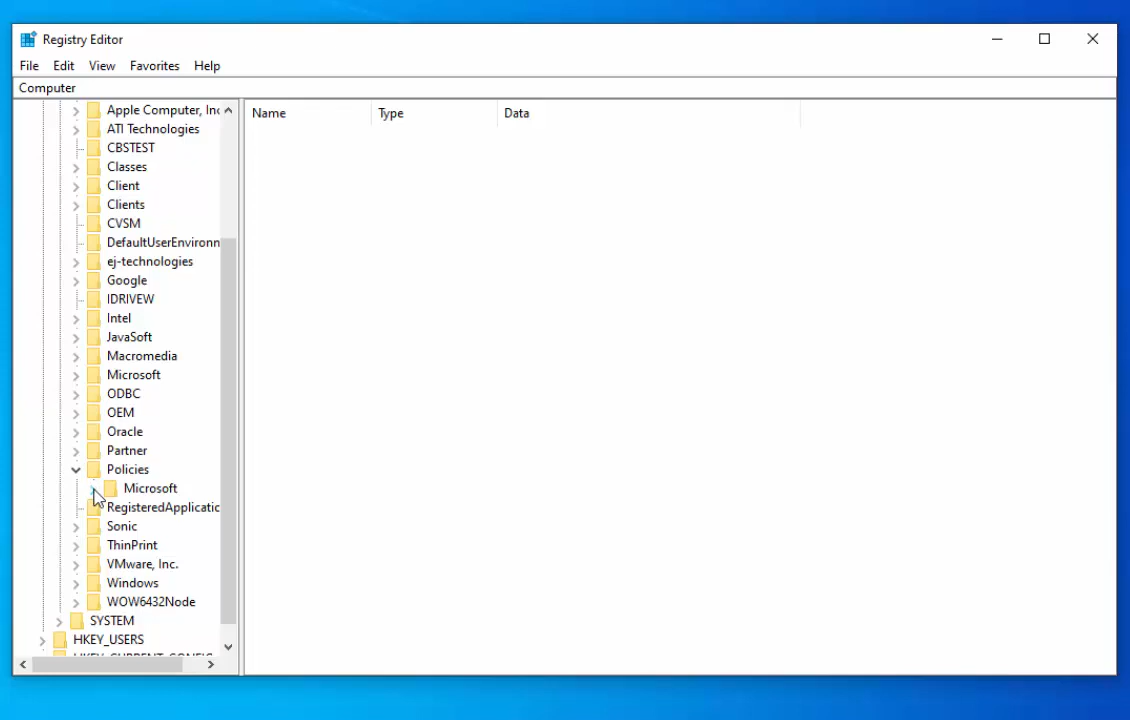 Registry Editor
File Edit View Favorites Help
Computer
Name Type Data
Apple Computer, Inc
ATI Technologies
CBSTEST
Classes
Client
Clients
CVSM
DefaultUserEnvironn
ej-technologies
Google
IDRIVEW
Intel
JavaSoft
Macromedia
Microsoft
ODBC
OEM
Oracle
Partner
Policies
Microsoft
RegisteredApplicatic
Sonic
ThinPrint
VMware, Inc.
Windows
WOW6432Node
SYSTEM
HKEY_USERS
HKEY_CURRENT_CONFIG